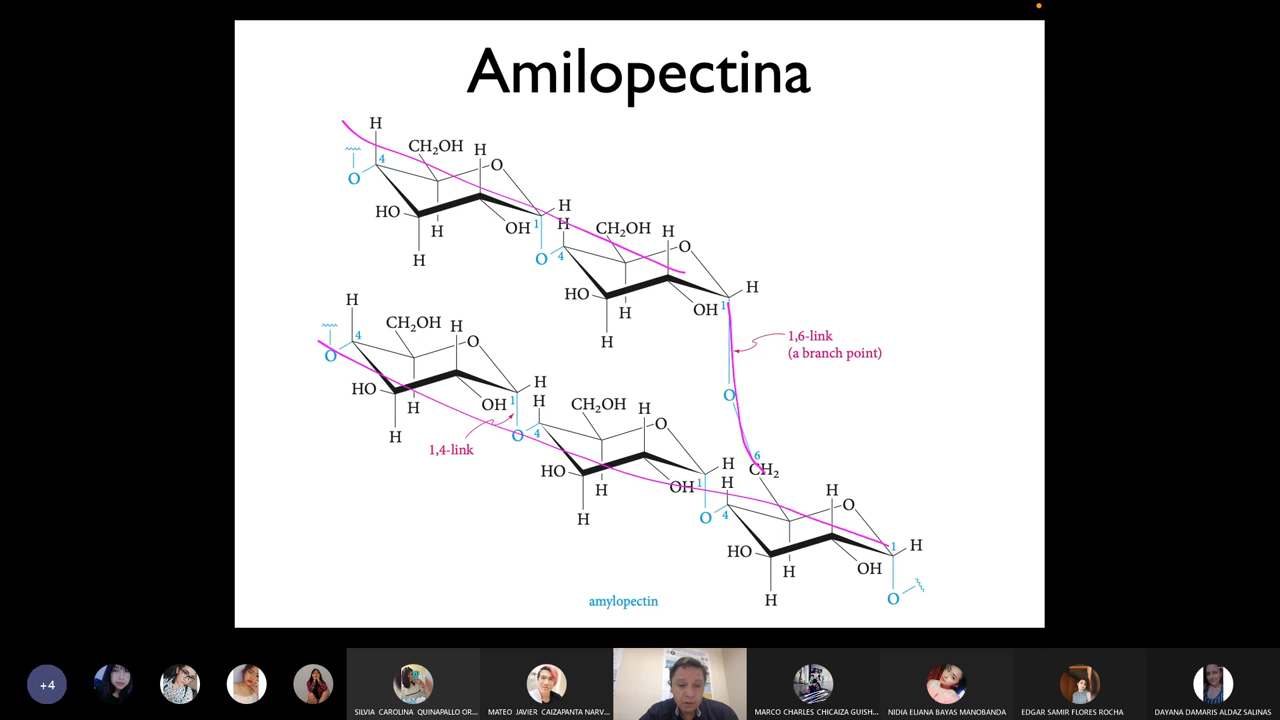 Amilopectina
H
4
CH₂OH
H
O
O
HO
H
OH
1
H
H
H
O
4
CH₂OH
H
O
HO
H
OH
1
H
H
1,6-link
(a branch point)
O
6
CH₂
H
4
CH₂OH
H
O
O
HO
H
OH
1
H
H
1,4-link
H
O
4
CH₂OH
H
O
HO
H
OH
1
H
H
H
O
4
H
O
HO
H
OH
1
H
H
O
amylopectin
+4
SILVIA CAROLINA QUINAPALLO OR...
MATEO JAVIER CAIZAPANTA NARV...
MARCO CHARLES CHICAIZA GUISH...
NIDIA ELIANA BAYAS MANOBANDA
EDGAR SAMIR FLORES ROCHA
DAYANA DAMARIS ALDAZ SALINAS